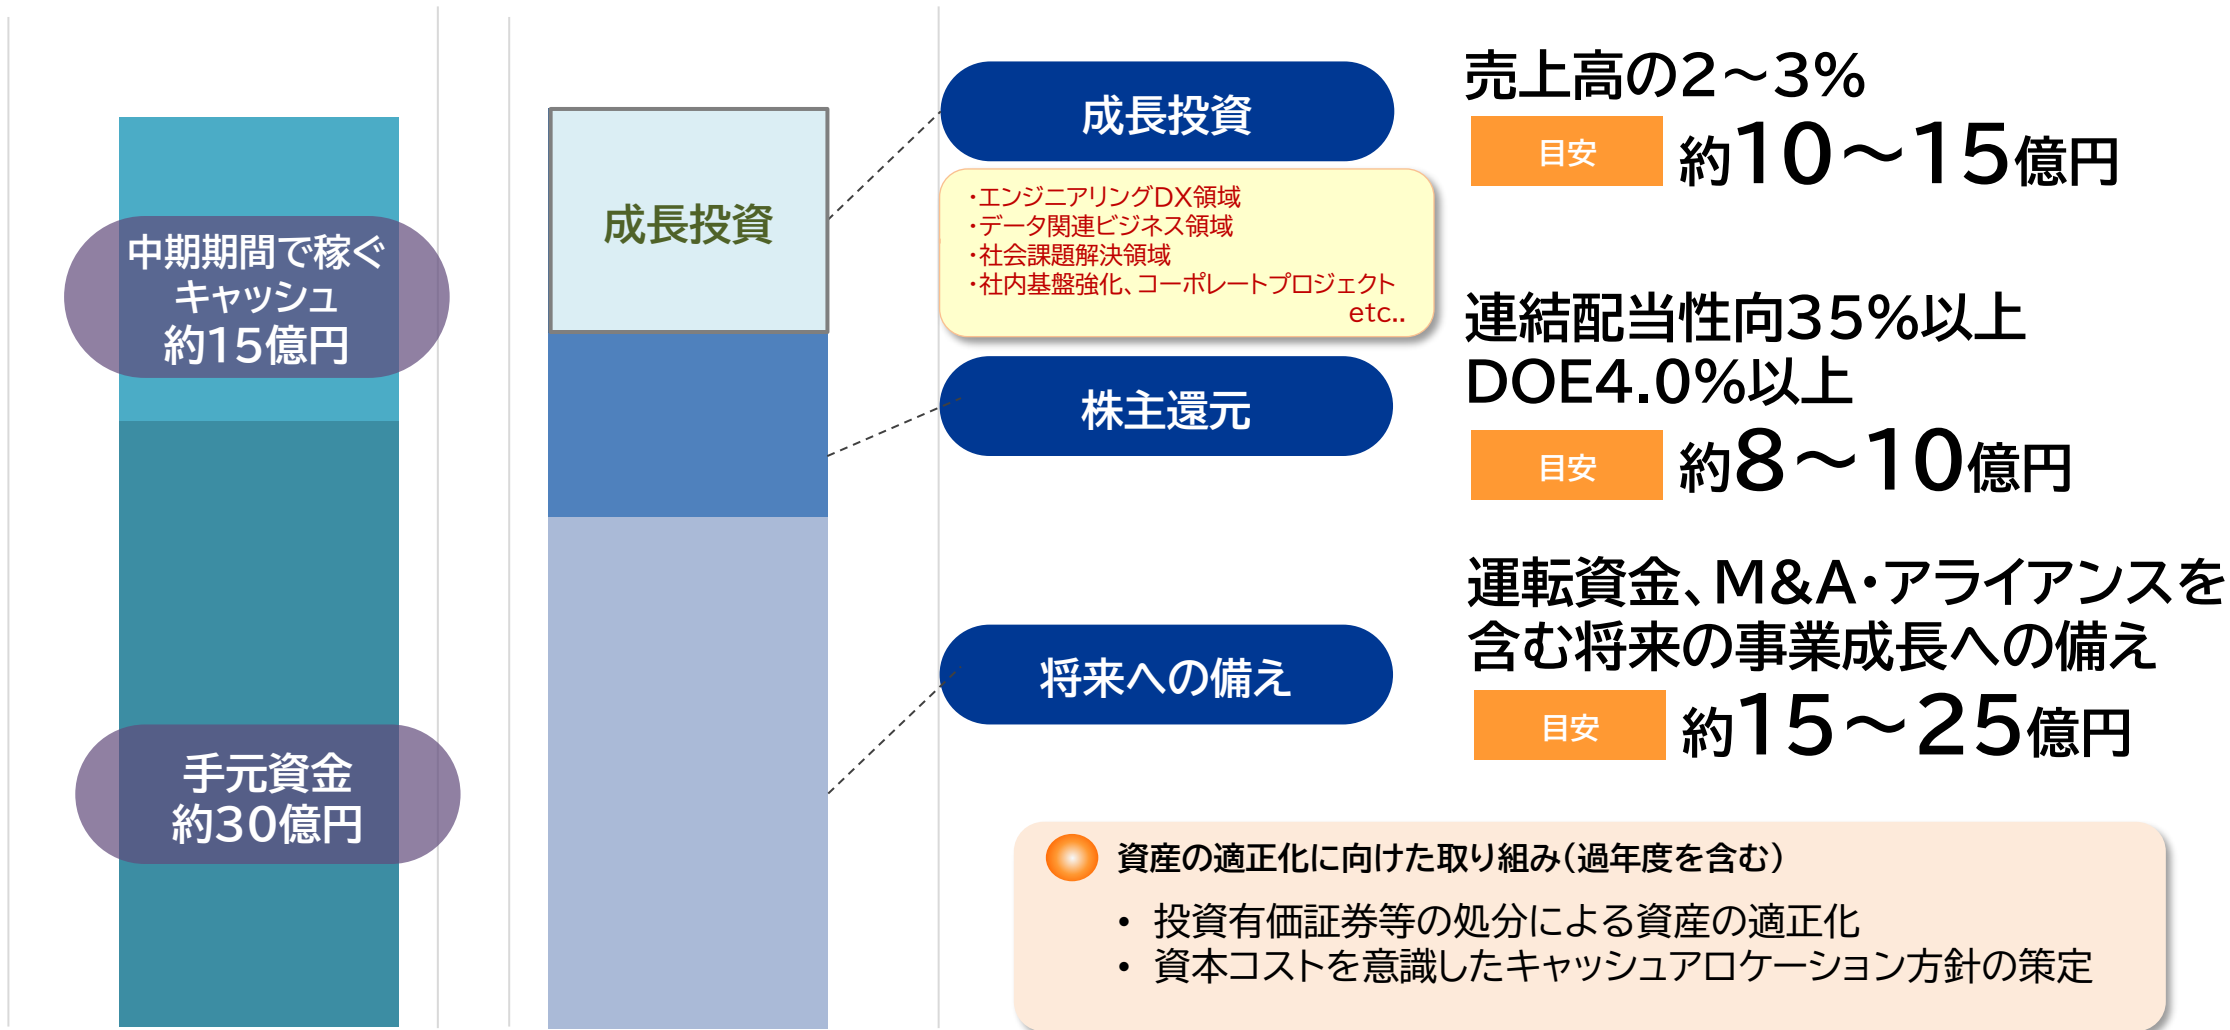 中期期間で稼ぐ
キャッシュ
約15億円
手元資金
約30億円
成長投資
成長投資
・エンジニアリングDX領域
・データ関連ビジネス領域
・社会課題解決領域
・社内基盤強化、コーポレートプロジェクト
etc..
売上高の2~3%
目安 約10~15億円
株主還元
連結配当性向35%以上
DOE4.0%以上
目安 約8~10億円
将来への備え
運転資金、M&A・アライアンスを
含む将来の事業成長への備え
目安 約15~25億円
資産の適正化に向けた取り組み(過年度を含む)
• 投資有価証券等の処分による資産の適正化
• 資本コストを意識したキャッシュアロケーション方針の策定